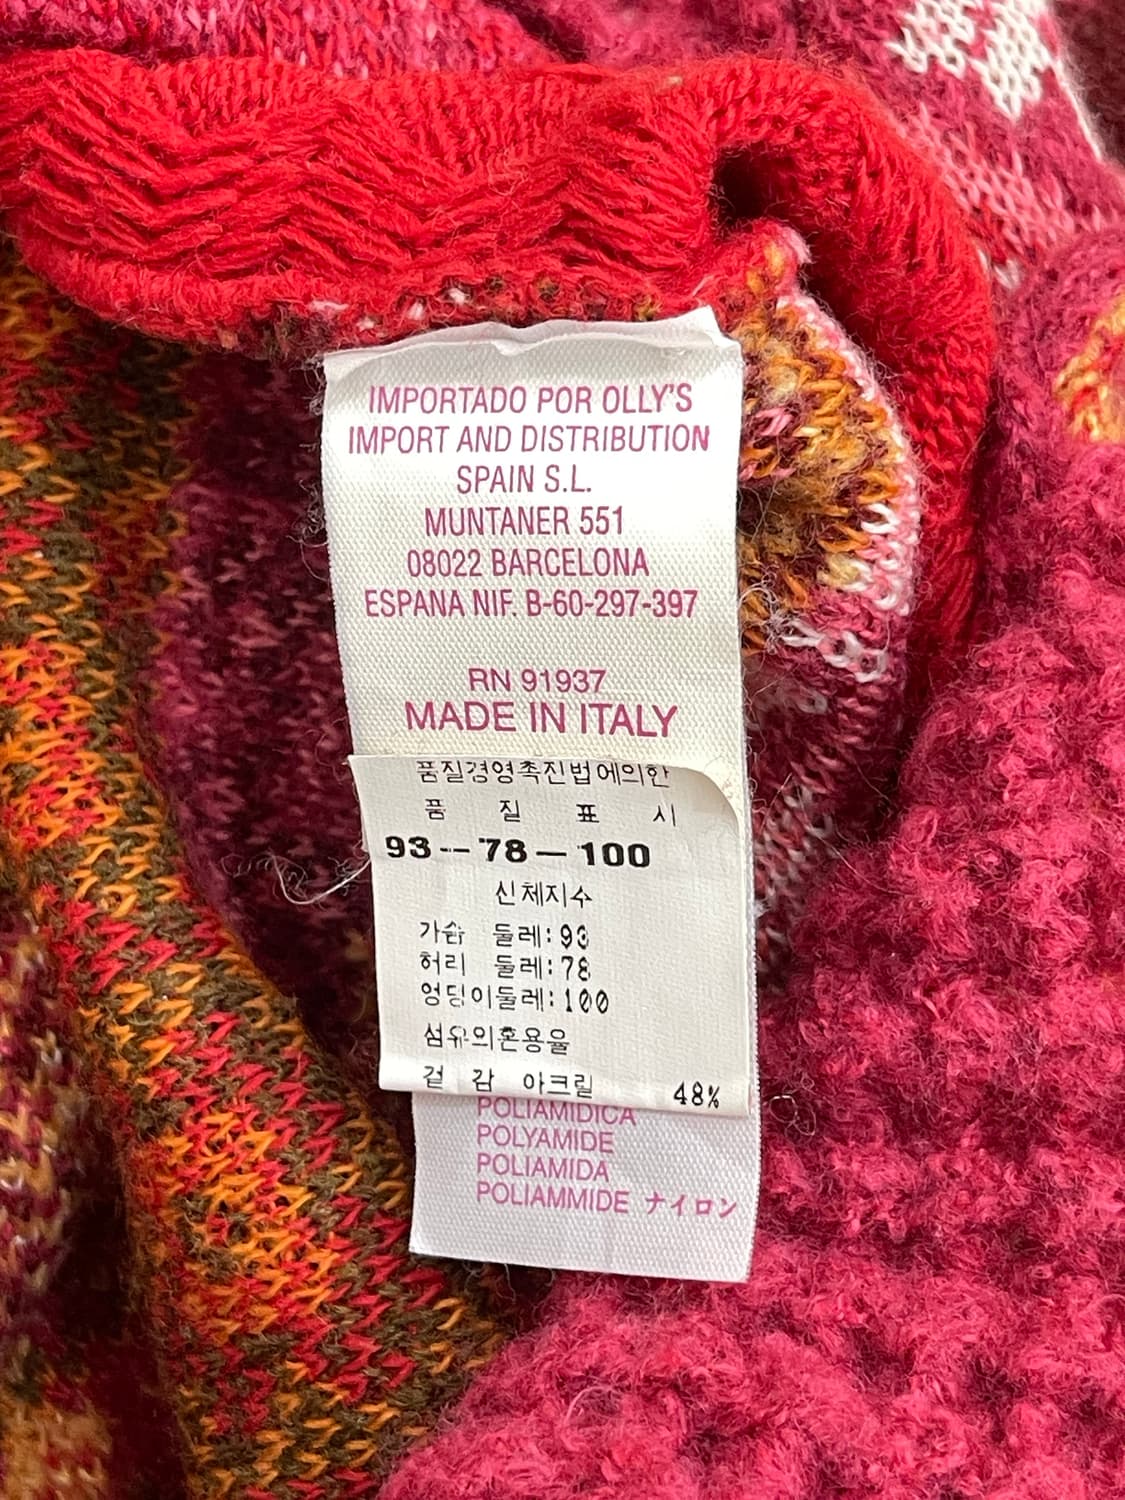 IMPORTADO POR OLLY'S
IMPORT AND DISTRIBUTION
SPAIN S.L.
MUNTANER 551
08022 BARCELONA
ESPANA NIF. B-60-297-397
RN 91937
MADE IN ITALY
품질경영촉진법에의한
품 질 표 시
93--78-100
신체지수
가슴 둘레:93
허리 둘레:78
엉덩이둘레:100
섬유의혼용율
겉 감 아크릴 48%
POLIAMIDICA
POLYAMIDE
POLIAMIDA
POLIAMMIDE ナイロン